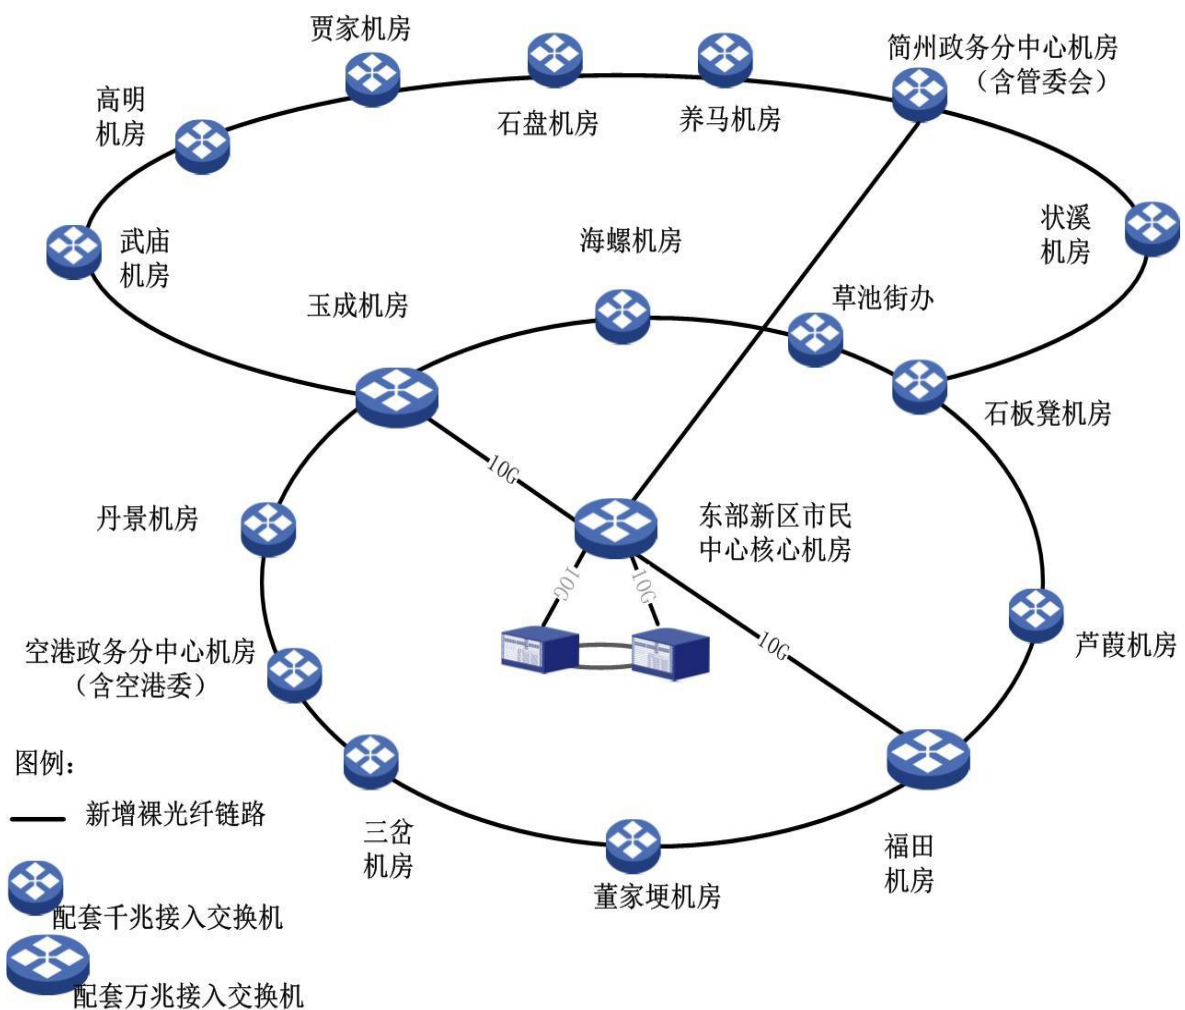 贾家机房
简州政务分中心机房
（含管委会）
高明
机房
石盘机房
养马机房
武庙
机房
海螺机房
状溪
机房
玉成机房
草池街办
石板凳机房
10G
丹景机房
东部新区市民
中心核心机房
10G
10G
10G
空港政务分中心机房
（含空港委）
芦葭机房
图例：
新增裸光纤链路
三岔
机房
福田
机房
董家埂机房
配套千兆接入交换机
配套万兆接入交换机